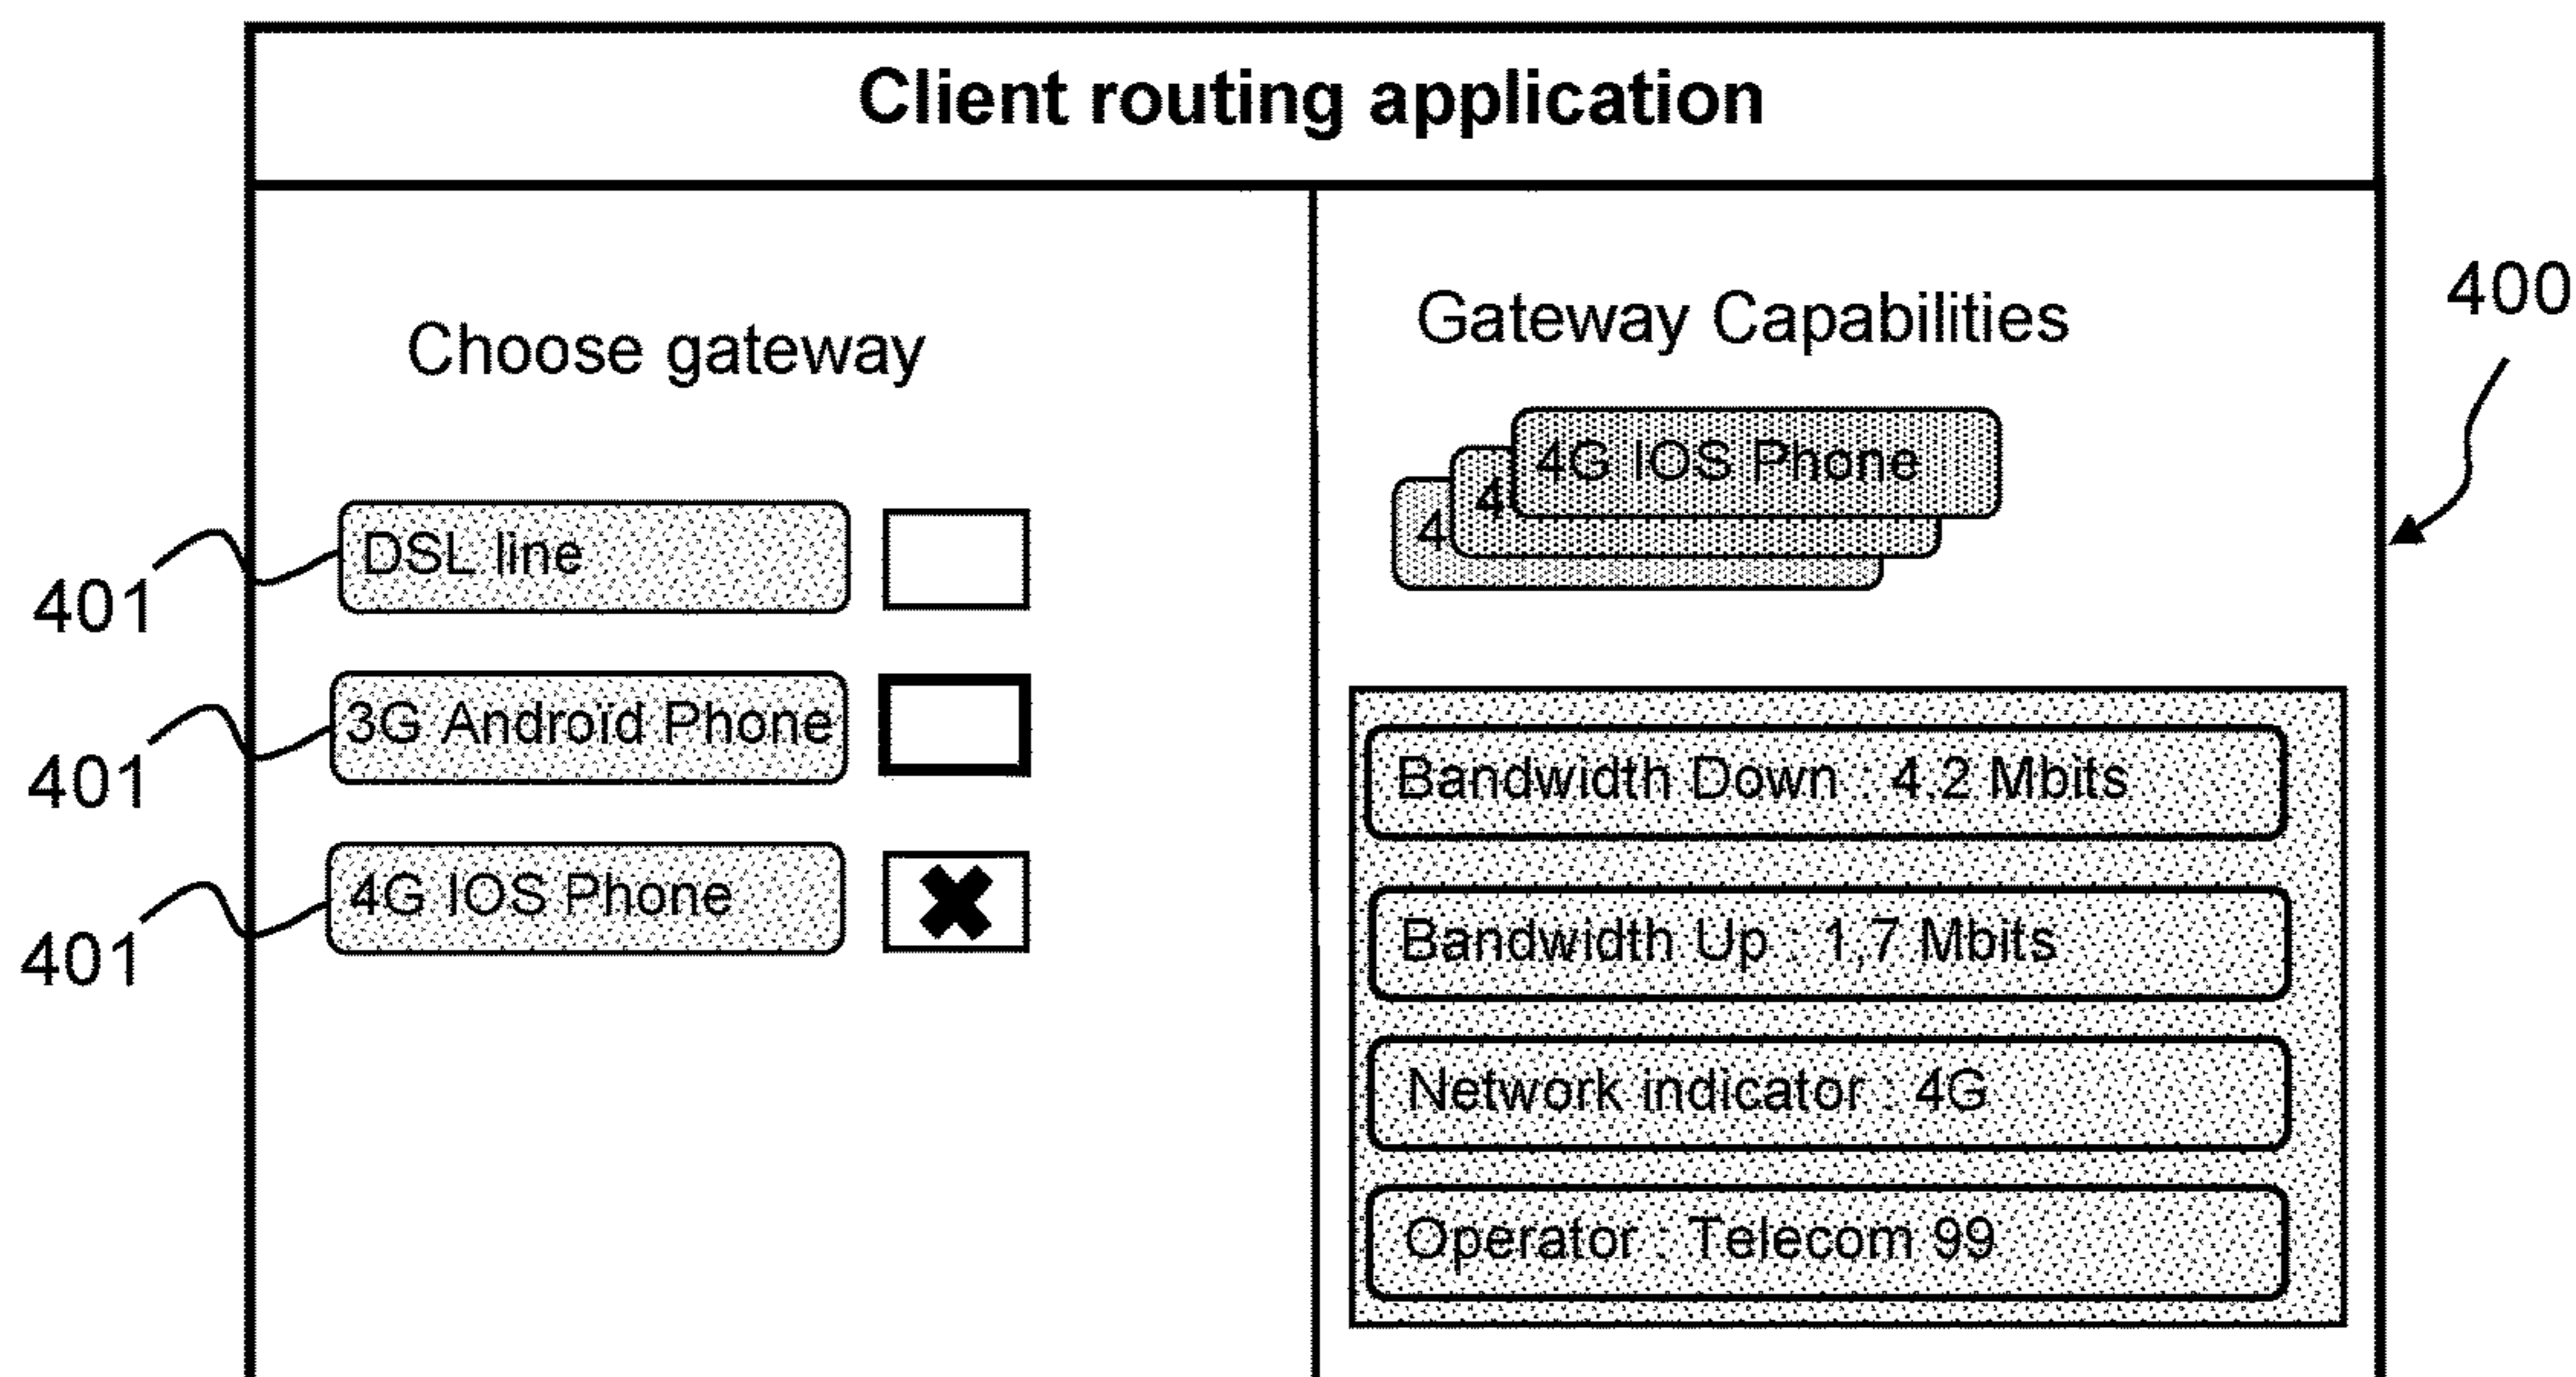 Client routing application
Choose gateway
DSL line
3G Android Phone
4G IOS Phone
401
401
401
Gateway Capabilities
4G IOS Phone
4
4
Bandwidth Down : 4,2 Mbits
Bandwidth Up : 1,7 Mbits
Network indicator : 4G
Operator : Telecom 99
400